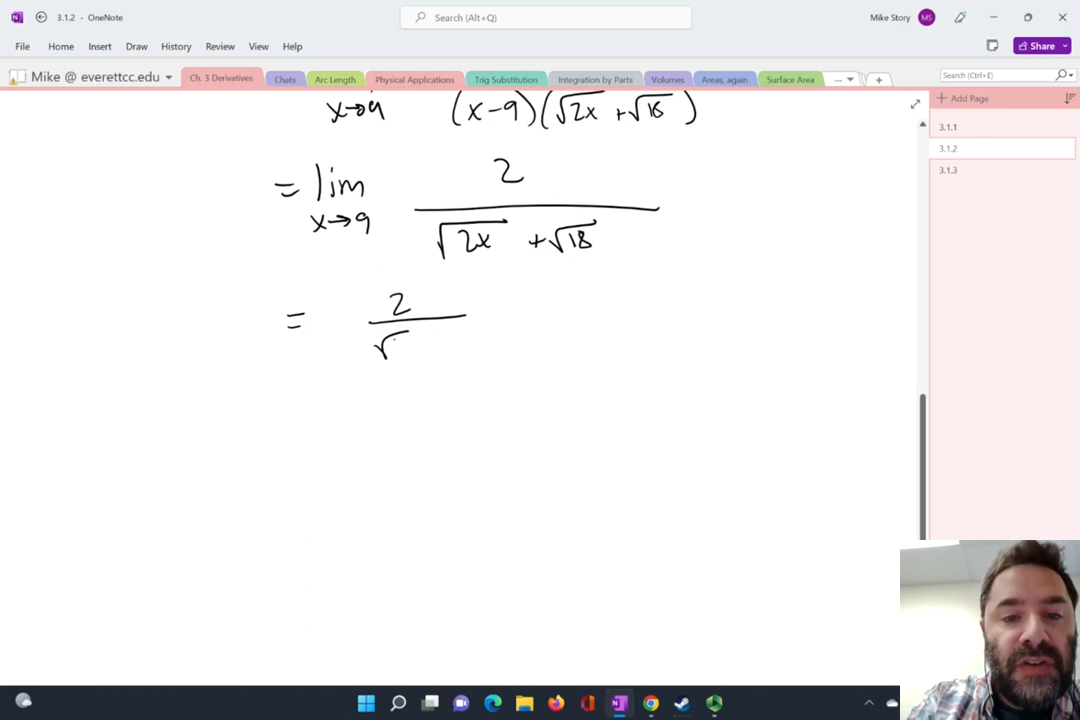 3.1.2 - OneNote
Search (Alt+Q)
Mike Story
MS
File Home Insert Draw History Review View Help
Share
Mike @ everettcc.edu
Ch. 3 Derivatives
Chats
Arc Length
Physical Applications
Trig Substitution
Integration by Parts
Volumes
Areas, again
Surface Area
...
+
Search (Ctrl+E)
Add Page
3.1.1
3.1.2
3.1.3
x→9 (x-9)(√2x +√18)
= lim 2
x→9 √2x +√18
= 2
√